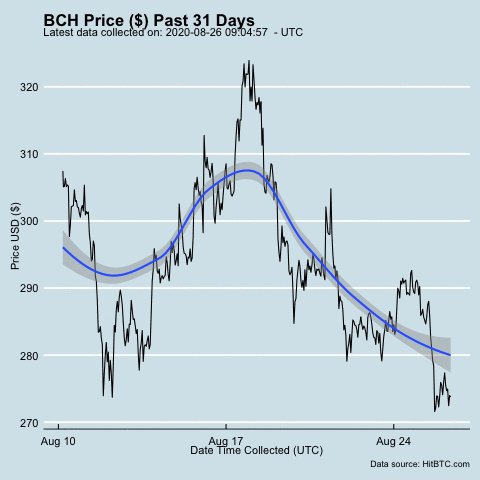 BCH Price ($) Past 31 Days
Latest data collected on: 2020-08-26 09:04:57 - UTC
320
310
300
290
280
270
Price USD ($)
Aug 10 Aug 17 Aug 24
Date Time Collected (UTC)
Data source: HitBTC.com